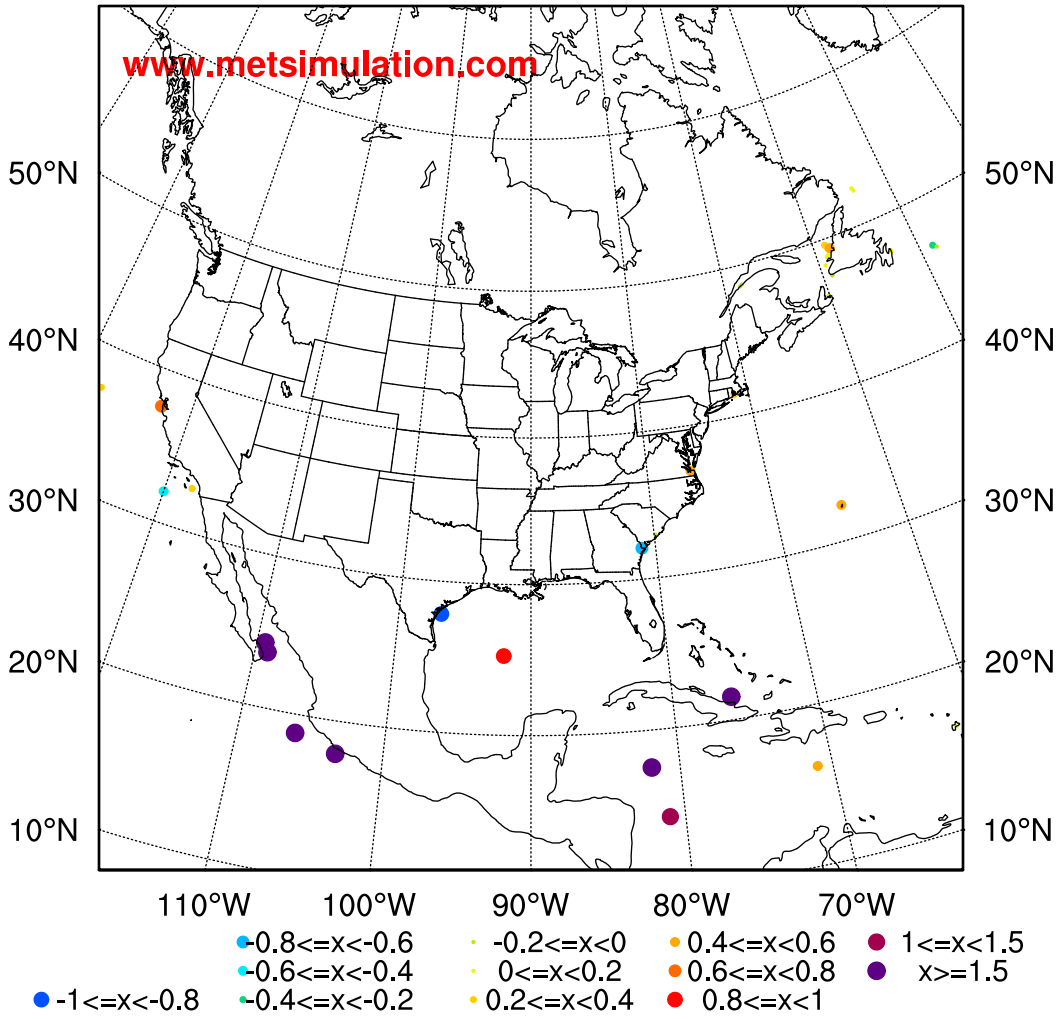 www.metsimulation.com
50°N 50°N
40°N 40°N
30°N 30°N
20°N 20°N
10°N 10°N
110°W 100°W 90°W 80°W 70°W
-0.8<=x<-0.6 -0.2<=x<0 0.4<=x<0.6 1<=x<1.5
-0.6<=x<-0.4 0<=x<0.2 0.6<=x<0.8 x>=1.5
-1<=x<-0.8 -0.4<=x<-0.2 0.2<=x<0.4 0.8<=x<1